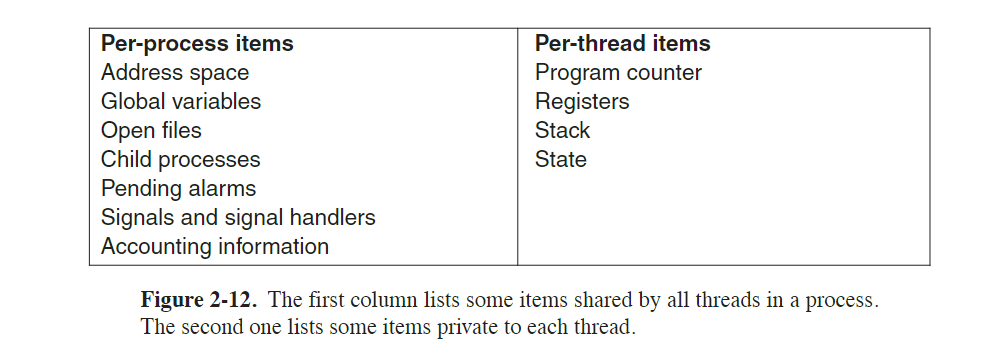 Per-process items
Address space
Global variables
Open files
Child processes
Pending alarms
Signals and signal handlers
Accounting information
Per-thread items
Program counter
Registers
Stack
State
Figure 2-12. The first column lists some items shared by all threads in a process.
The second one lists some items private to each thread.